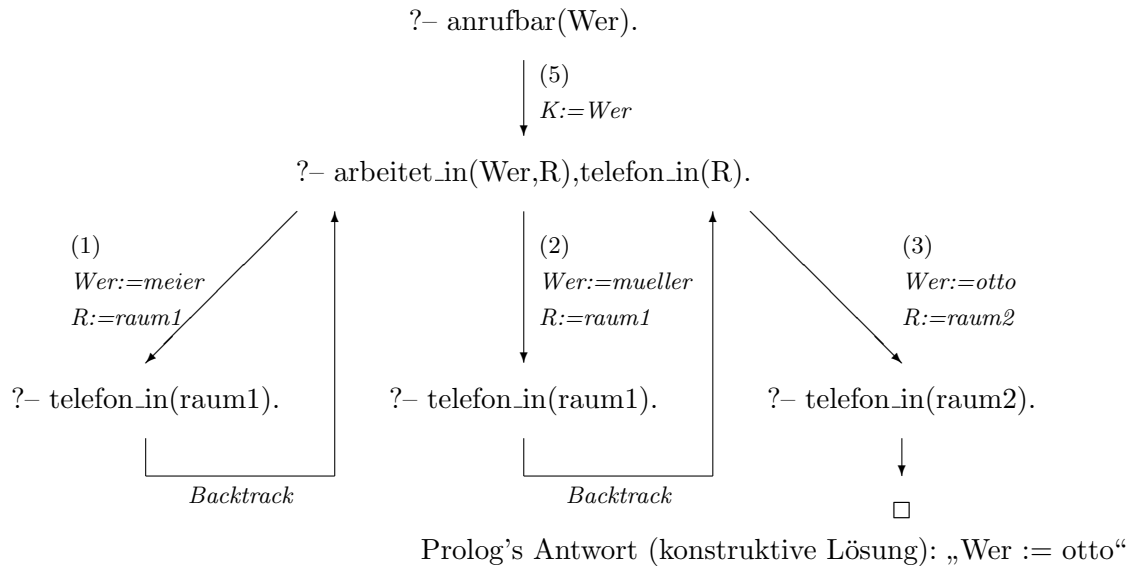 ?– anrufbar(Wer).
(5)
K:=Wer
?– arbeitet_in(Wer,R),telefon_in(R).
(1)
Wer:=meier
R:=raum1
(2)
Wer:=mueller
R:=raum1
(3)
Wer:=otto
R:=raum2
?– telefon_in(raum1).
?– telefon_in(raum1).
?– telefon_in(raum2).
Backtrack
Backtrack
□
Prolog's Antwort (konstruktive Lösung): „Wer := otto“